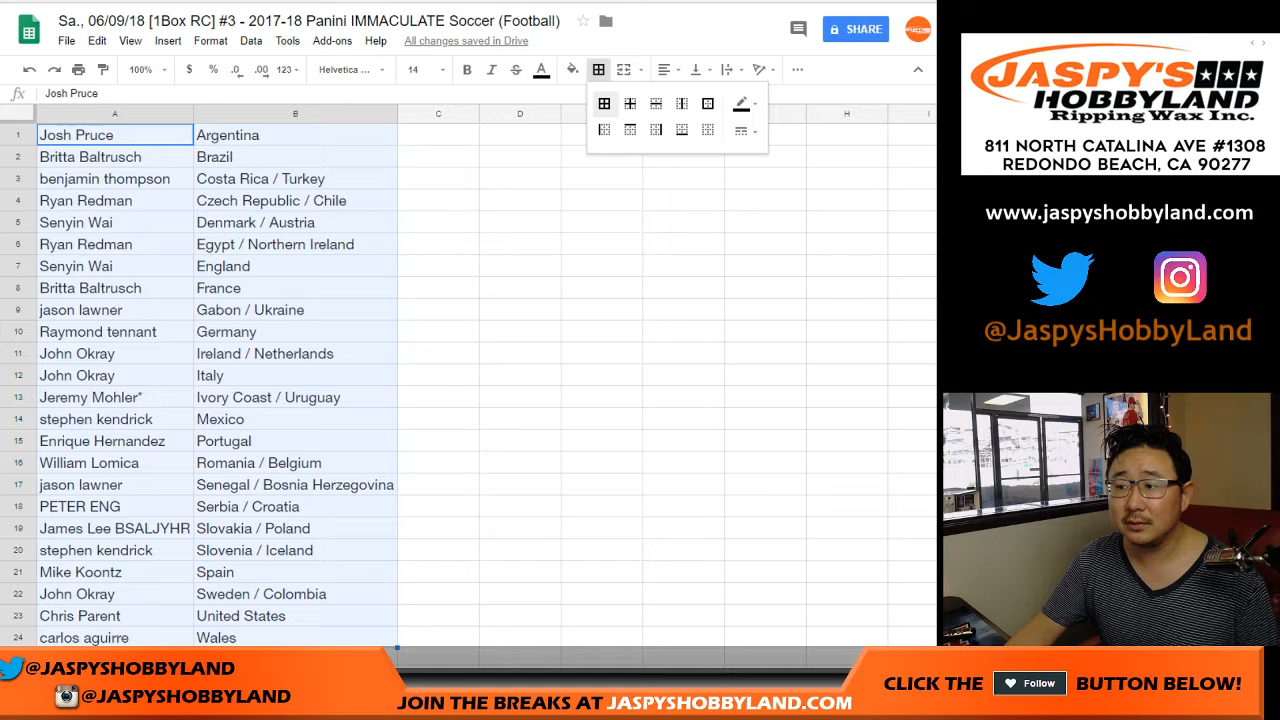 Sa., 06/09/18 [1Box RC] #3 - 2017-18 Panini IMMACULATE Soccer (Football)
File Edit View Insert Format Data Tools Add-ons Help All changes saved in Drive
SHARE
100% $ % .0 .00 123 Helvetica ... 14 B I S A
fx Josh Pruce
A B C D H I
1 Josh Pruce Argentina
2 Britta Baltrusch Brazil
3 benjamin thompson Costa Rica / Turkey
4 Ryan Redman Czech Republic / Chile
5 Senyin Wai Denmark / Austria
6 Ryan Redman Egypt / Northern Ireland
7 Senyin Wai England
8 Britta Baltrusch France
9 jason lawner Gabon / Ukraine
10 Raymond tennant Germany
11 John Okray Ireland / Netherlands
12 John Okray Italy
13 Jeremy Mohler" Ivory Coast / Uruguay
14 stephen kendrick Mexico
15 Enrique Hernandez Portugal
16 William Lomica Romania / Belgium
17 jason lawner Senegal / Bosnia Herzegovina
18 PETER ENG Serbia / Croatia
19 James Lee BSALJYHR Slovakia / Poland
20 stephen kendrick Slovenia / Iceland
21 Mike Koontz Spain
22 John Okray Sweden / Colombia
23 Chris Parent United States
24 carlos aguirre Wales
JASPY'S
HOBBYLAND
Ripping Wax Inc.
811 NORTH CATALINA AVE #1308
REDONDO BEACH, CA 90277
www.jaspyshobbyland.com
@JaspysHobbyLand
@JASPYSHOBBYLAND
@JASPYSHOBBYLAND
JOIN THE BREAKS AT JASPYSHOBBYLAND.COM
CLICK THE Follow BUTTON BELOW!